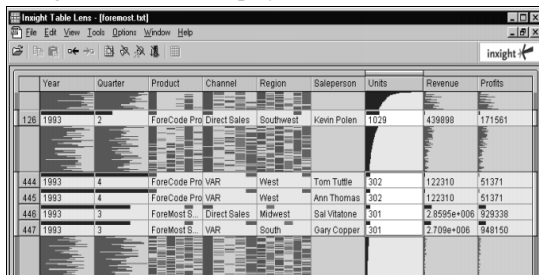 Inxight Table Lens - [foremost.txt]
File Edit View Tools Options Window Help
inxight
Year Quarter Product Channel Region Saleperson Units Revenue Profits
126 1993 2 ForeCode Pro Direct Sales Southwest Kevin Polen 1029 439898 171561
444 1993 4 ForeCode Pro VAR West Tom Tuttle 302 122310 51371
445 1993 4 ForeCode Pro VAR West Ann Thomas 302 122310 51371
446 1993 3 ForeMost S... Direct Sales Midwest Sal Vitatone 301 2.8595e+006 929338
447 1993 3 ForeMost S... VAR South Gary Copper 301 2.709e+006 948150